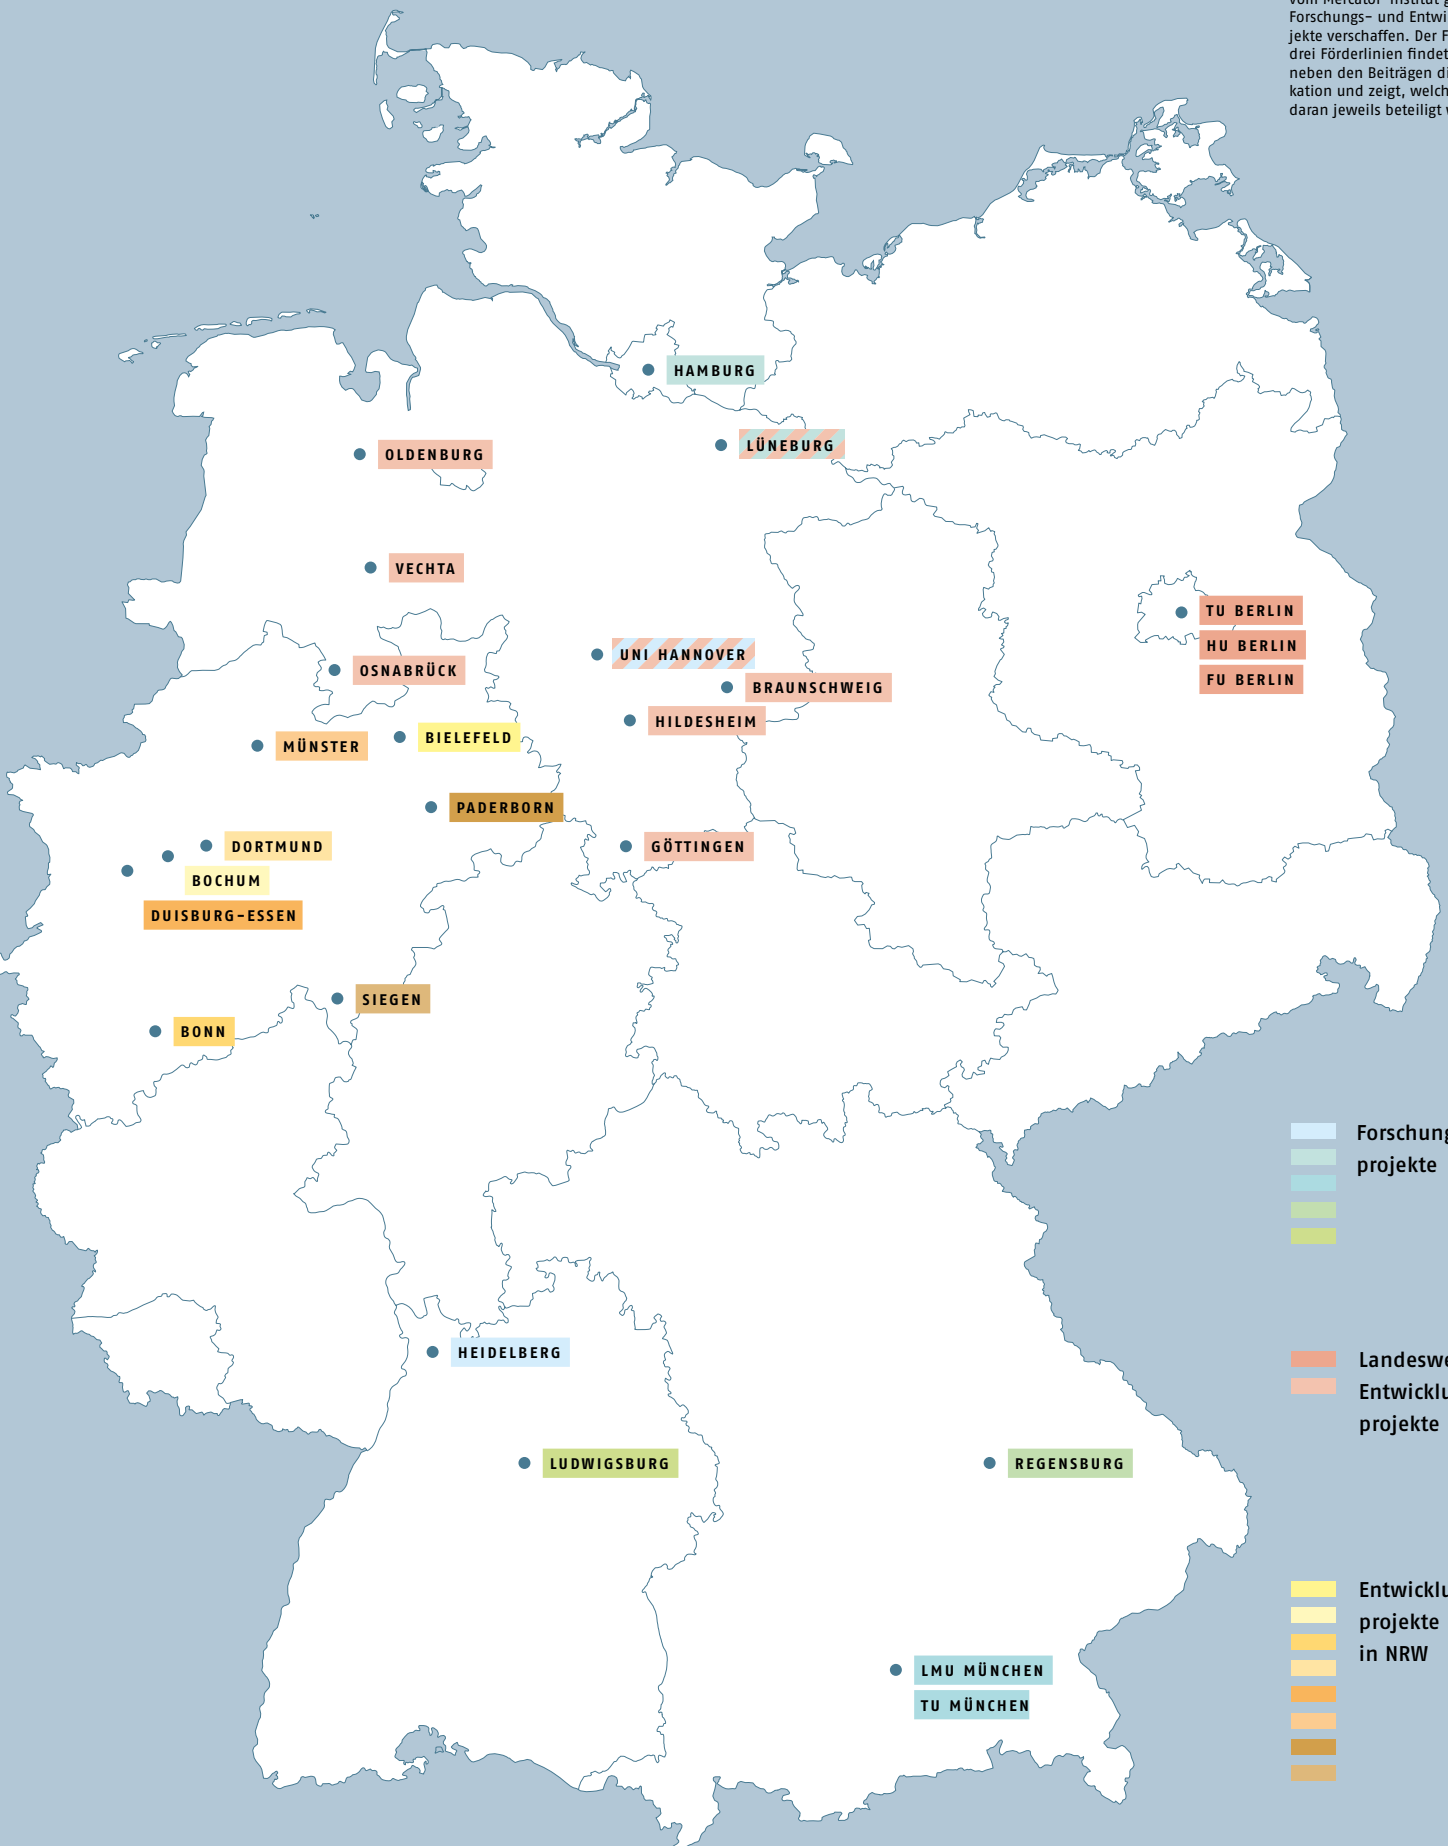 Forschungs- und Entwi
jekte verschaffen. Der F
drei Förderlinien findet
neben den Beiträgen di
kation und zeigt, welch
daran jeweils beteiligt
HAMBURG
LÜNEBURG
OLDENBURG
VECHTA
TU BERLIN
HU BERLIN
FU BERLIN
UNI HANNOVER
OSNABRÜCK
BRAUNSCHWEIG
HILDESHEIM
BIELEFELD
MÜNSTER
PADERBORN
DORTMUND
GÖTTINGEN
BOCHUM
DUISBURG-ESSEN
SIEGEN
BONN
Forschung
projekte
HEIDELBERG
Landeswe
Entwicklu
projekte
LUDWIGSBURG
REGENSBURG
Entwicklu
projekte
in NRW
LMU MÜNCHEN
TU MÜNCHEN